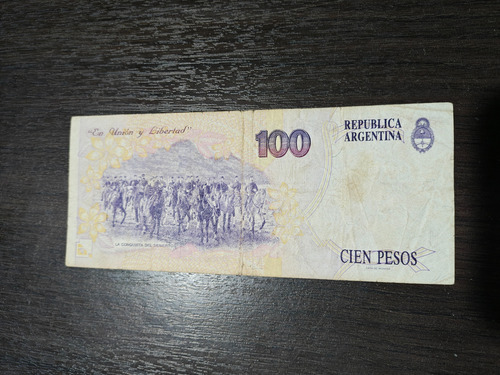 "En Unión y Libertad"
100
REPUBLICA
ARGENTINA
LA CONQUISTA DEL DESIERTO
CIEN PESOS